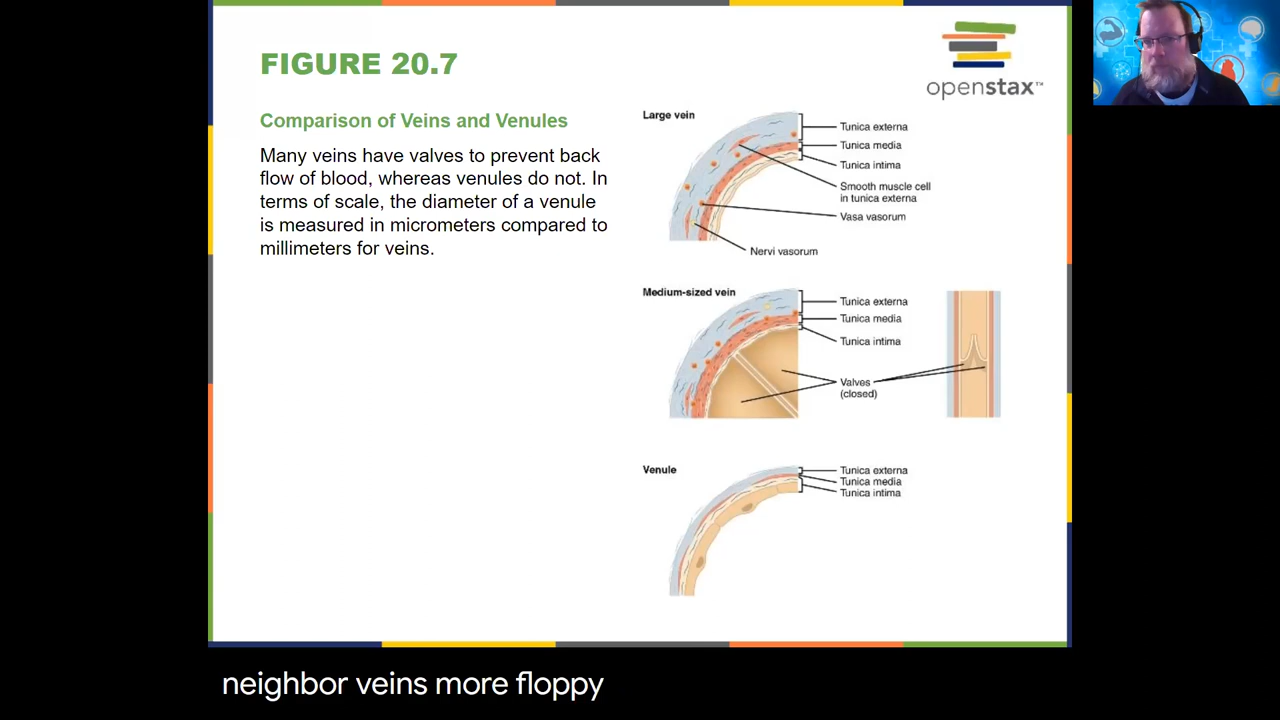 FIGURE 20.7
openstax™
Comparison of Veins and Venules
Many veins have valves to prevent back
flow of blood, whereas venules do not. In
terms of scale, the diameter of a venule
is measured in micrometers compared to
millimeters for veins.
Large vein
Tunica externa
Tunica media
Tunica intima
Smooth muscle cell
in tunica externa
Vasa vasorum
Nervi vasorum
Medium-sized vein
Tunica externa
Tunica media
Tunica intima
Valves
(closed)
Venule
Tunica externa
Tunica media
Tunica intima
neighbor veins more floppy